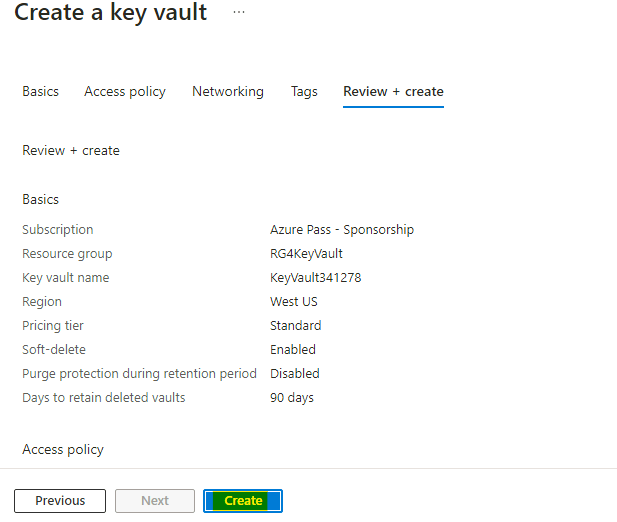 Create a key vault ...
Basics Access policy Networking Tags Review + create
Review + create
Basics
Subscription Azure Pass - Sponsorship
Resource group RG4KeyVault
Key vault name KeyVault341278
Region West US
Pricing tier Standard
Soft-delete Enabled
Purge protection during retention period Disabled
Days to retain deleted vaults 90 days
Access policy
Previous Next Create